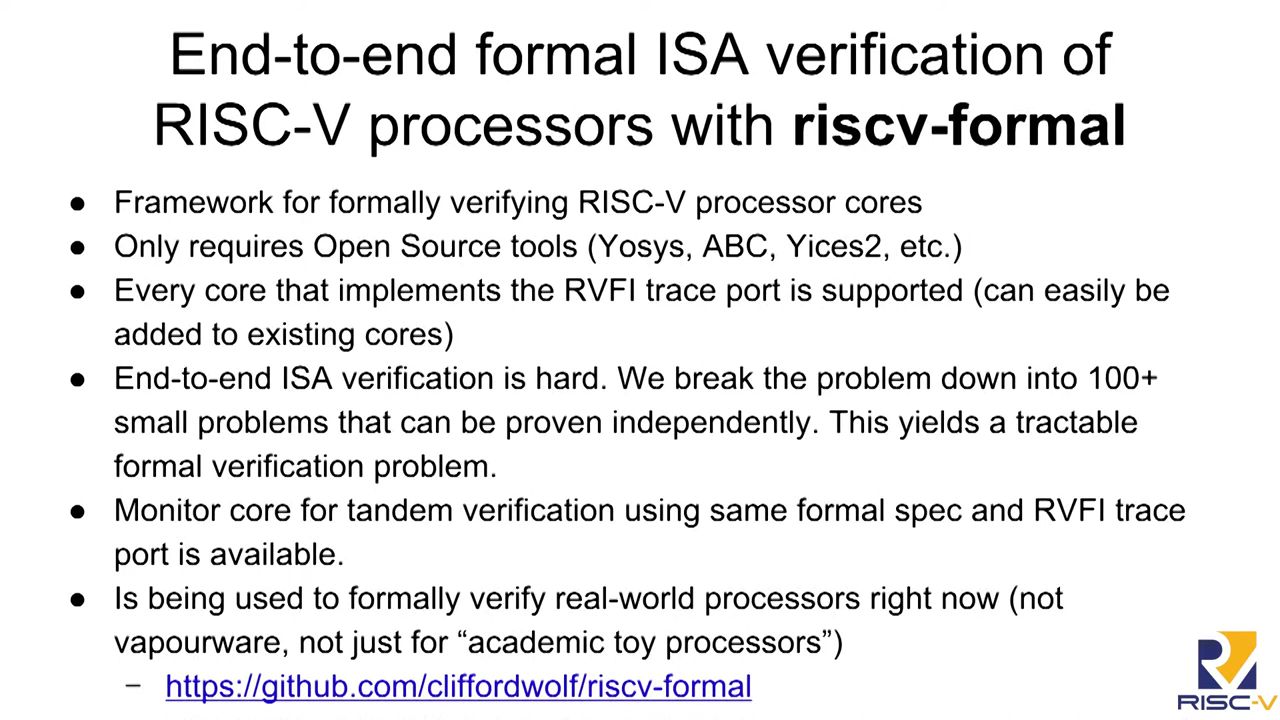 End-to-end formal ISA verification of
RISC-V processors with riscv-formal
● Framework for formally verifying RISC-V processor cores
● Only requires Open Source tools (Yosys, ABC, Yices2, etc.)
● Every core that implements the RVFI trace port is supported (can easily be
added to existing cores)
● End-to-end ISA verification is hard. We break the problem down into 100+
small problems that can be proven independently. This yields a tractable
formal verification problem.
● Monitor core for tandem verification using same formal spec and RVFI trace
port is available.
● Is being used to formally verify real-world processors right now (not
vapourware, not just for “academic toy processors”)
– https://github.com/cliffordwolf/riscv-formal
RISC-V